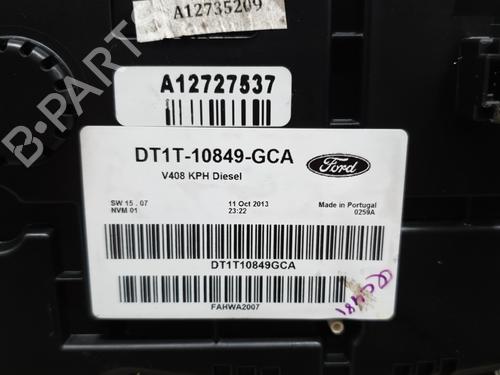 A12735209
A12727537
DT1T-10849-GCA
Ford
V408 KPH Diesel
SW 15 . 07
NVM 01
11 Oct 2013
23:22
Made in Portugal
0259A
DT1T10849GCA
FAHWA2007
B-PARTS